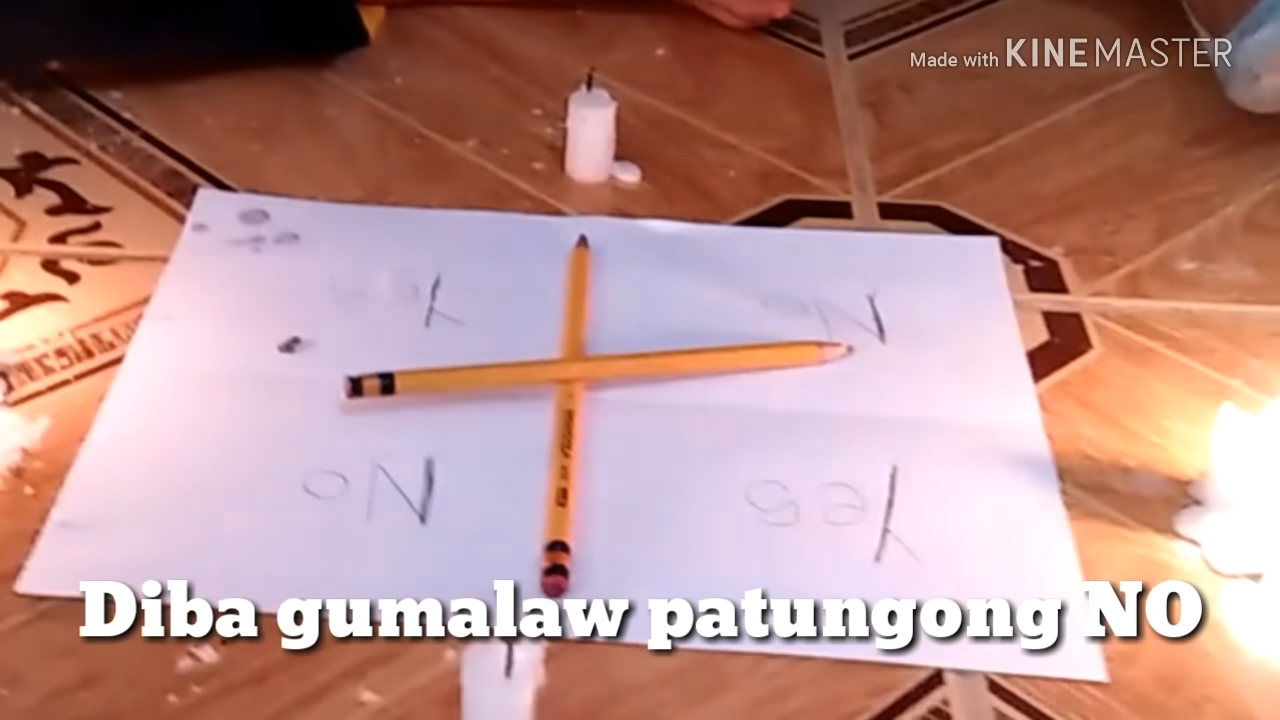 Made with KINEMASTER
Yes No
No Yes
Diba gumalaw patungong NO